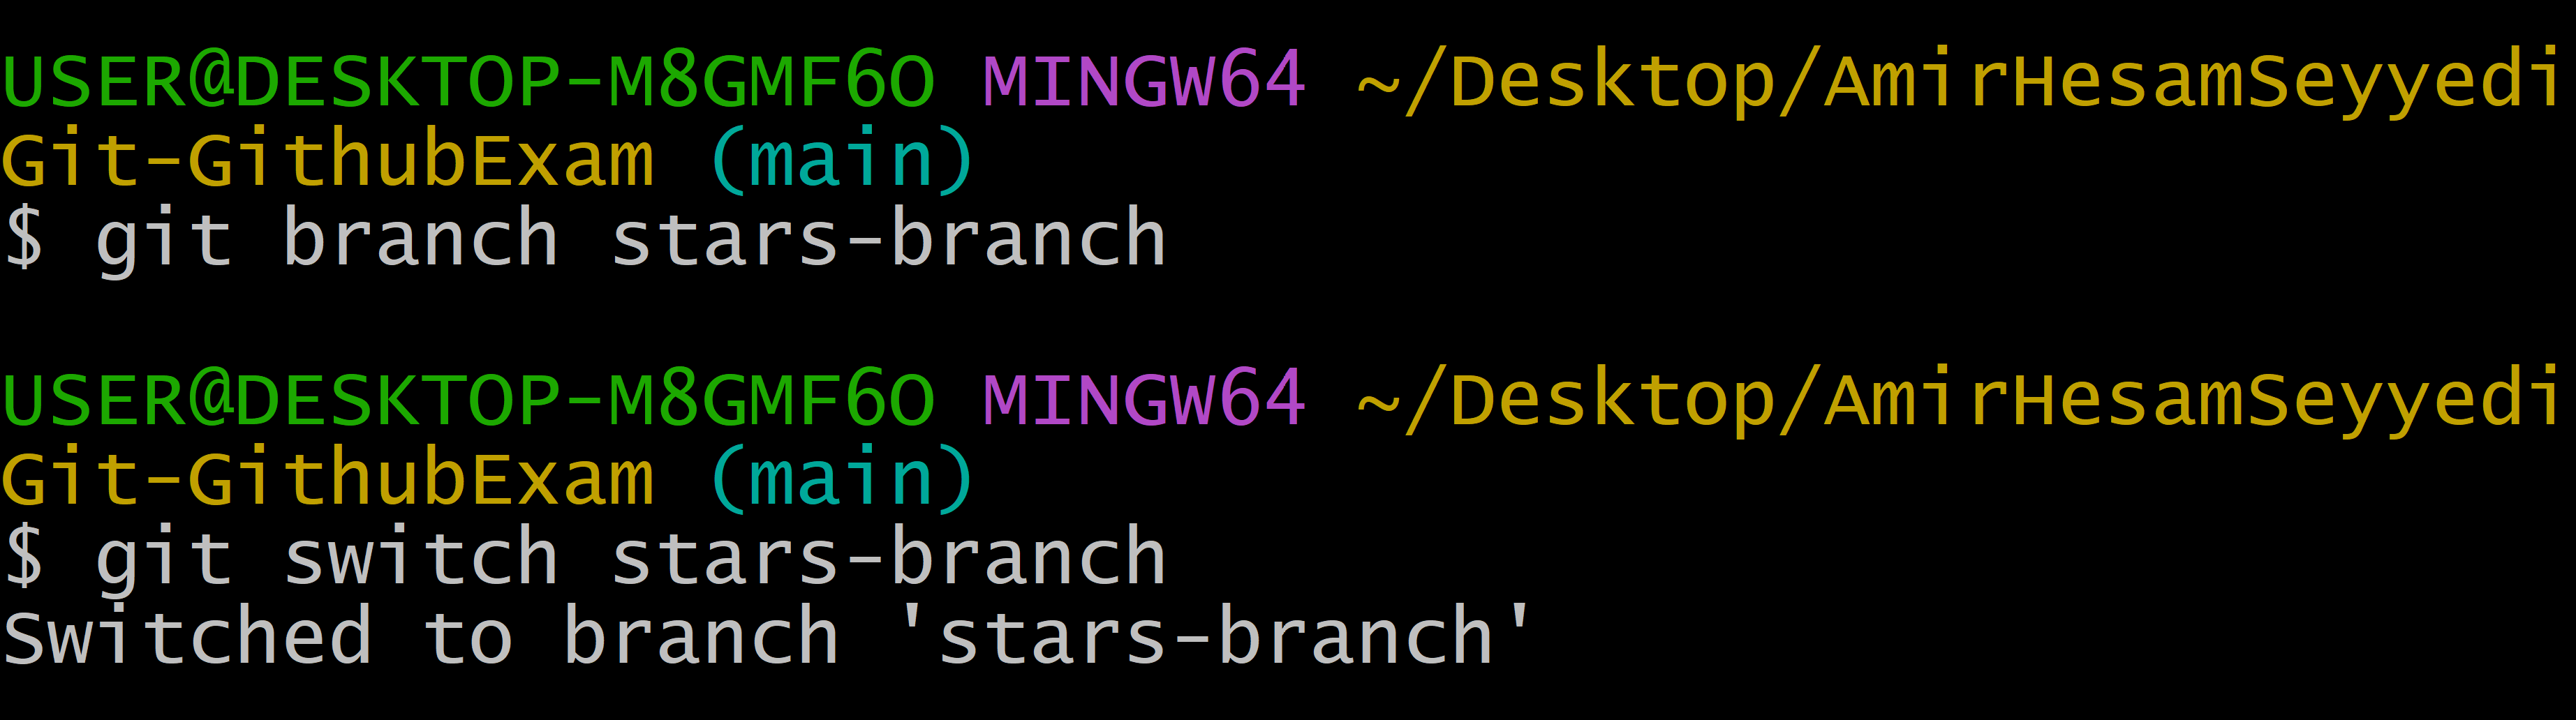 USER@DESKTOP-M8GMF6O MINGW64 ~/Desktop/AmirHesamSeyyedi
Git-GithubExam (main)
$ git branch stars-branch
USER@DESKTOP-M8GMF6O MINGW64 ~/Desktop/AmirHesamSeyyedi
Git-GithubExam (main)
$ git switch stars-branch
Switched to branch 'stars-branch'